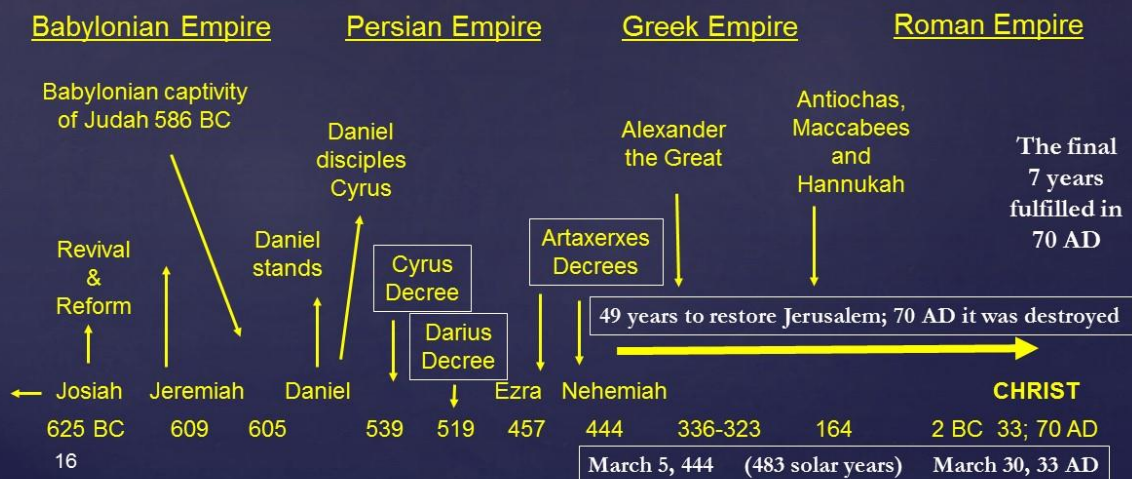 Babylonian Empire
Persian Empire
Greek Empire
Roman Empire
Babylonian captivity
of Judah 586 BC
Daniel
disciples
Cyrus
Alexander
the Great
Antiochas,
Maccabees
and
Hannukah
The final
7 years
fulfilled in
70 AD
Revival
&
Reform
Daniel
stands
Cyrus
Decree
Darius
Decree
Artaxerxes
Decrees
49 years to restore Jerusalem; 70 AD it was destroyed
Josiah Jeremiah Daniel Ezra Nehemiah CHRIST
625 BC 609 605 539 519 457 444 336-323 164 2 BC 33; 70 AD
16
March 5, 444 (483 solar years) March 30, 33 AD